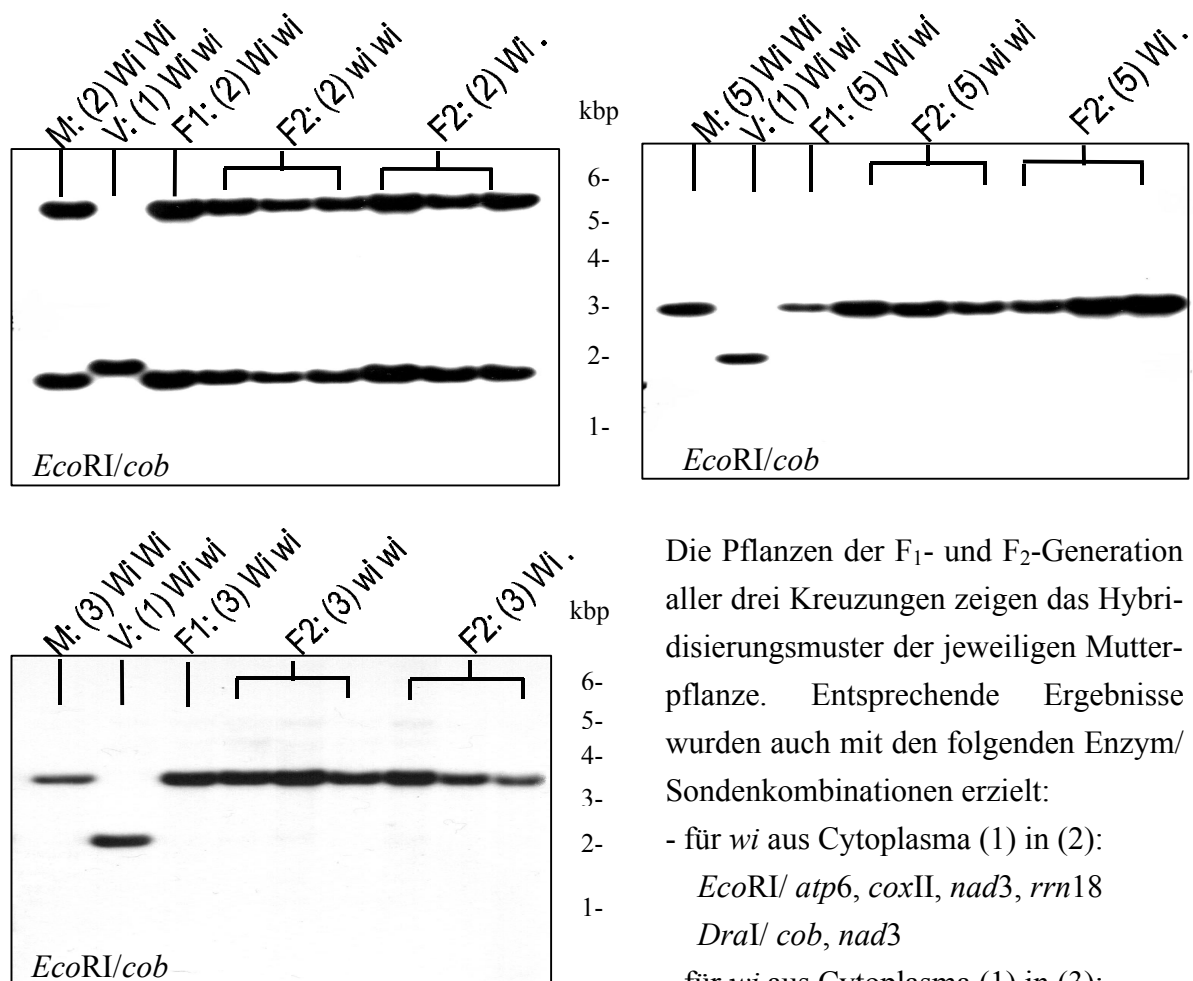 M: (2) Wi Wi
V: (1) Wi wi
F1: (2) Wi wi
F2: (2) wi wi
F2: (2) Wi .
kbp
6-
5-
4-
3-
2-
1-
EcoRI/cob
M: (5) Wi Wi
V: (1) Wi wi
F1: (5) Wi wi
F2: (5) wi wi
F2: (5) Wi .
EcoRI/cob
M: (3) Wi Wi
V: (1) Wi wi
F1: (3) Wi wi
F2: (3) wi wi
F2: (3) Wi .
kbp
6-
5-
4-
3-
2-
1-
EcoRI/cob
Die Pflanzen der F₁- und F₂-Generation
aller drei Kreuzungen zeigen das Hybri-
disierungsmuster der jeweiligen Mutter-
pflanze. Entsprechende Ergebnisse
wurden auch mit den folgenden Enzym/
Sondenkombinationen erzielt:
- für wi aus Cytoplasma (1) in (2):
EcoRI/ atp6, coxII, nad3, rrn18
DraI/ cob, nad3
- für wi aus Cytoplasma (1) in (3):